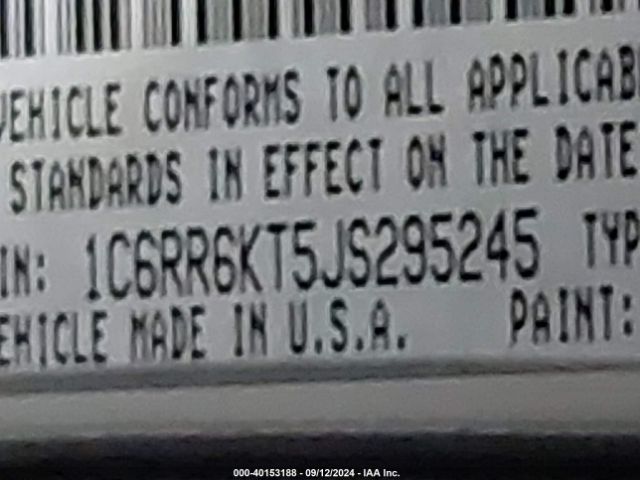 VEHICLE CONFORMS TO ALL APPLICAB
STANDARDS IN EFFECT ON THE DATE
IN: 1C6RR6KT5JS295245 TYP
EHICLE MADE IN U.S.A. PAINT:
000-40153188 - 09/12/2024 - IAA Inc.